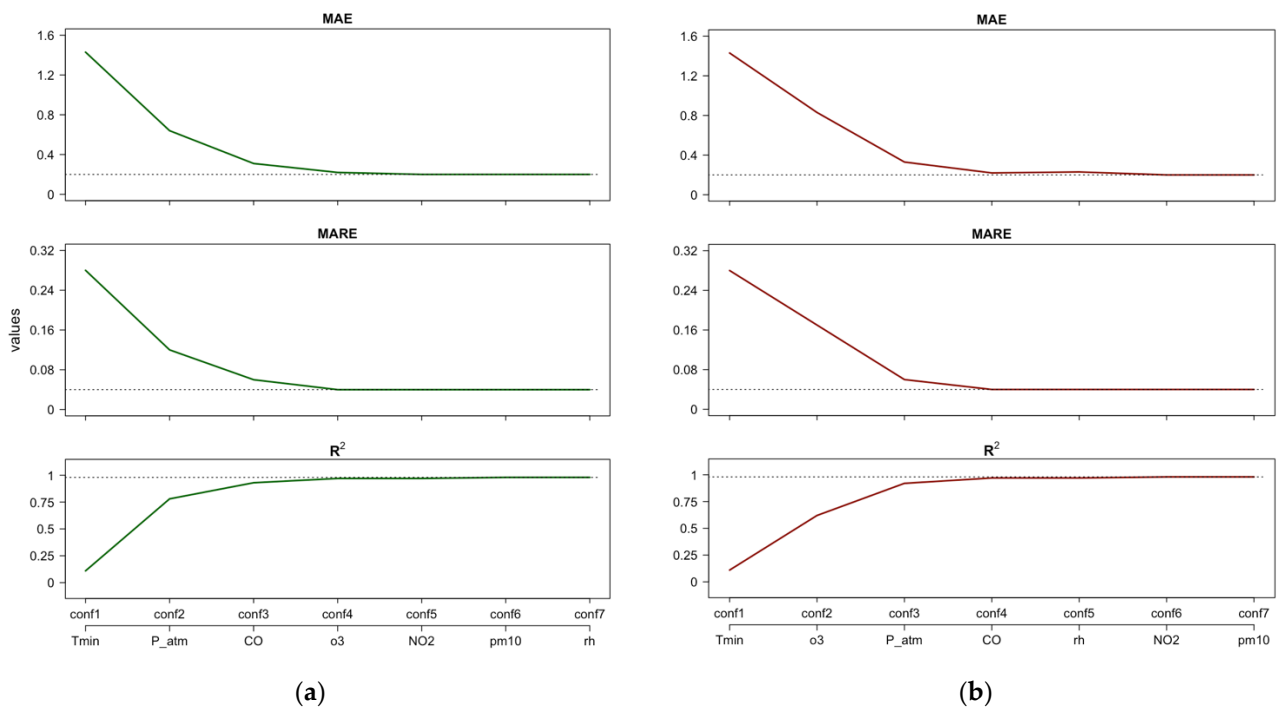 MAE
1.6
1.2
0.8
0.4
0
MARE
0.32
0.24
0.16
0.08
0
values
R²
1
0.75
0.5
0.25
0
conf1 conf2 conf3 conf4 conf5 conf6 conf7
Tmin P_atm CO o3 NO2 pm10 rh
(a)
MAE
1.6
1.2
0.8
0.4
0
MARE
0.32
0.24
0.16
0.08
0
R²
1
0.75
0.5
0.25
0
conf1 conf2 conf3 conf4 conf5 conf6 conf7
Tmin o3 P_atm CO rh NO2 pm10
(b)